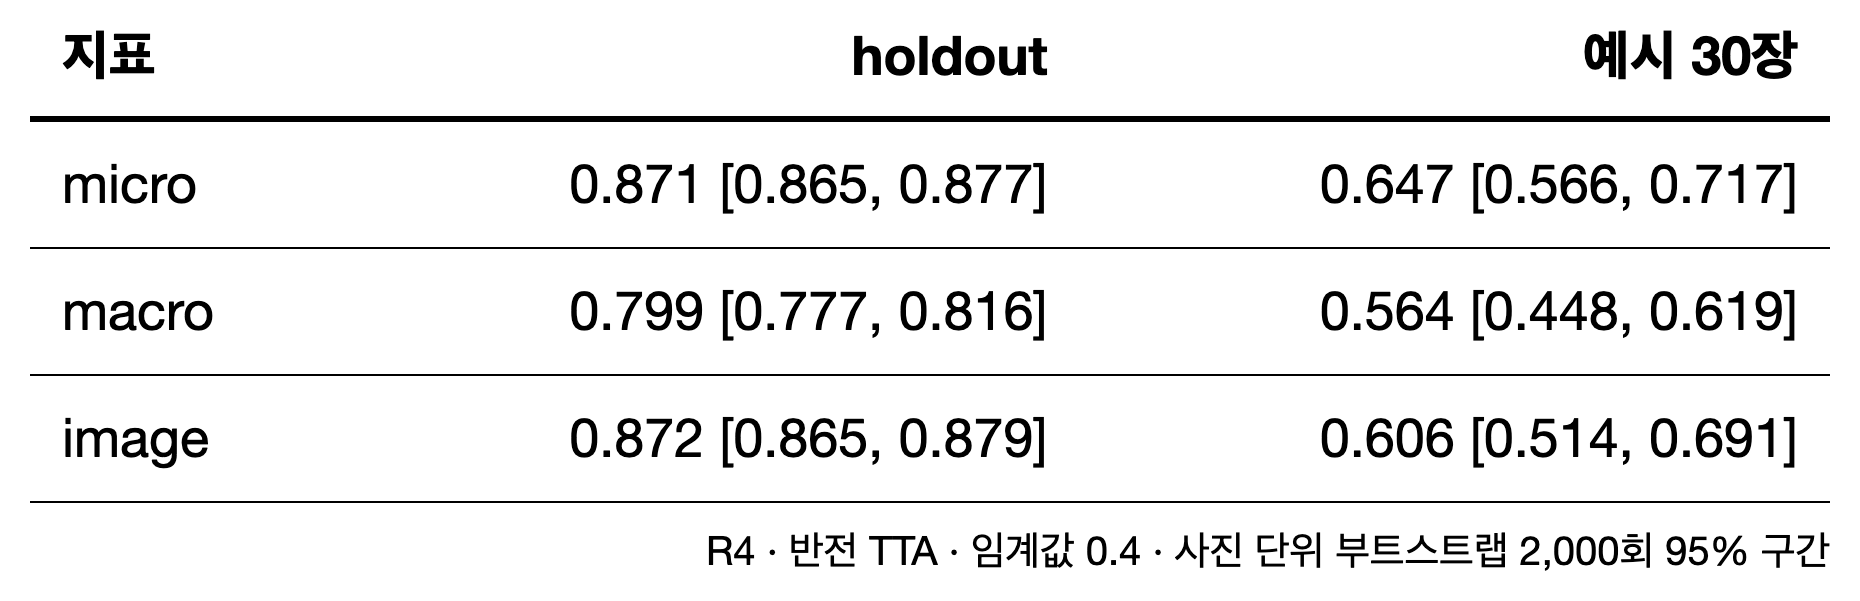 지표 holdout 예시 30장
micro 0.871 [0.865, 0.877] 0.647 [0.566, 0.717]
macro 0.799 [0.777, 0.816] 0.564 [0.448, 0.619]
image 0.872 [0.865, 0.879] 0.606 [0.514, 0.691]
R4 · 반전 TTA · 임계값 0.4 · 사진 단위 부트스트랩 2,000회 95% 구간